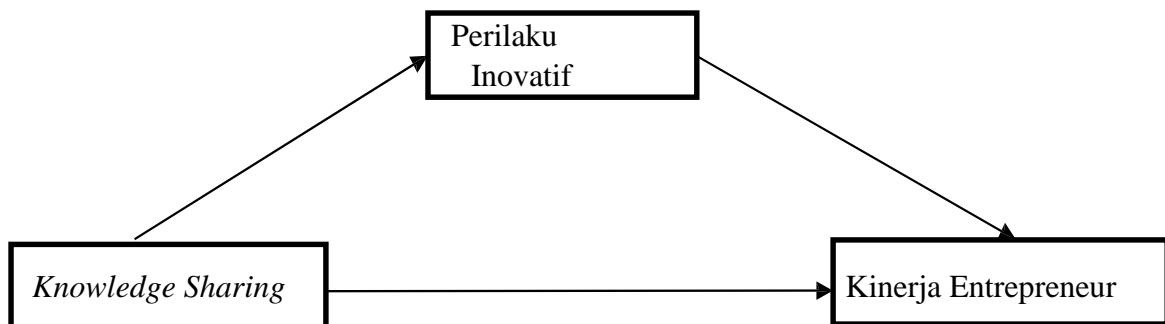 Perilaku
Inovatif
Knowledge Sharing
Kinerja Entrepreneur